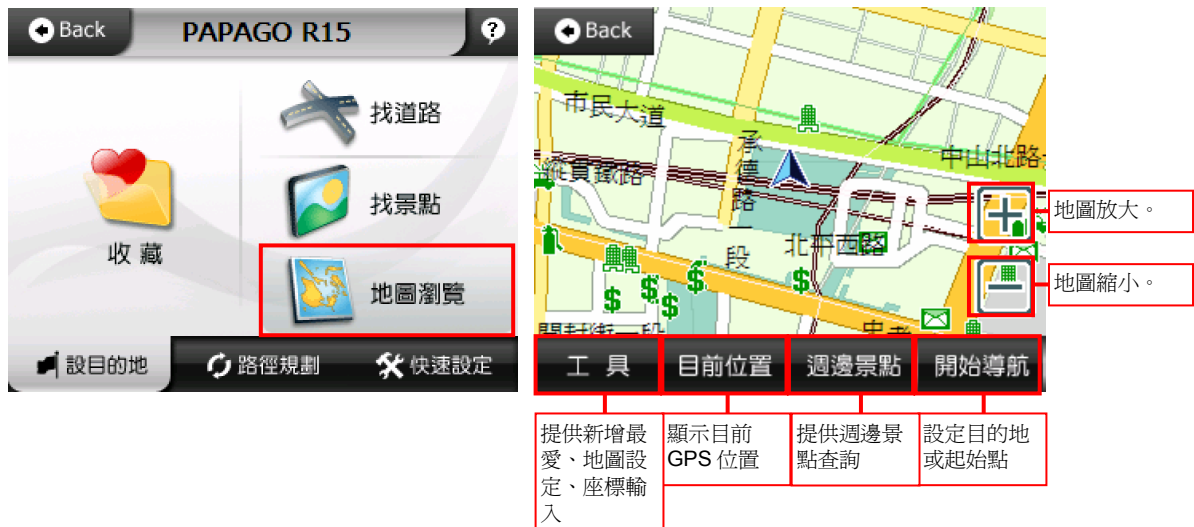 Back
PAPAGO R15
?
找道路
找景點
收 藏
地圖瀏覽
設目的地
路徑規劃
快速設定
Back
市民大道
承德路一段
中山北路
縱貫鐵路
北平西路
開封街一段
地圖放大。
地圖縮小。
工 具
目前位置
週邊景點
開始導航
提供新增最
愛、地圖設
定、座標輸
入
顯示目前
GPS 位置
提供週邊景
點查詢
設定目的地
或起始點